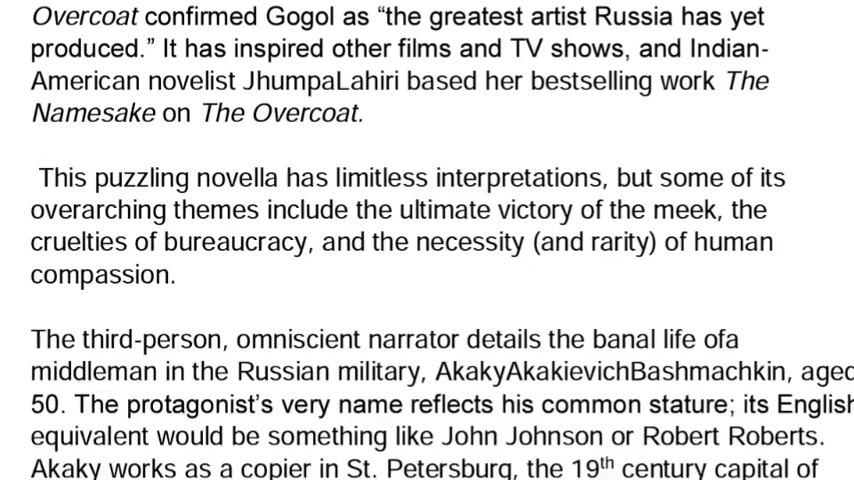 Overcoat confirmed Gogol as “the greatest artist Russia has yet
produced.” It has inspired other films and TV shows, and Indian-
American novelist JhumpaLahiri based her bestselling work The
Namesake on The Overcoat.
This puzzling novella has limitless interpretations, but some of its
overarching themes include the ultimate victory of the meek, the
cruelties of bureaucracy, and the necessity (and rarity) of human
compassion.
The third-person, omniscient narrator details the banal life ofa
middleman in the Russian military, AkakyAkakievichBashmachkin, aged
50. The protagonist’s very name reflects his common stature; its English
equivalent would be something like John Johnson or Robert Roberts.
Akaky works as a copier in St. Petersburg, the 19th century capital of